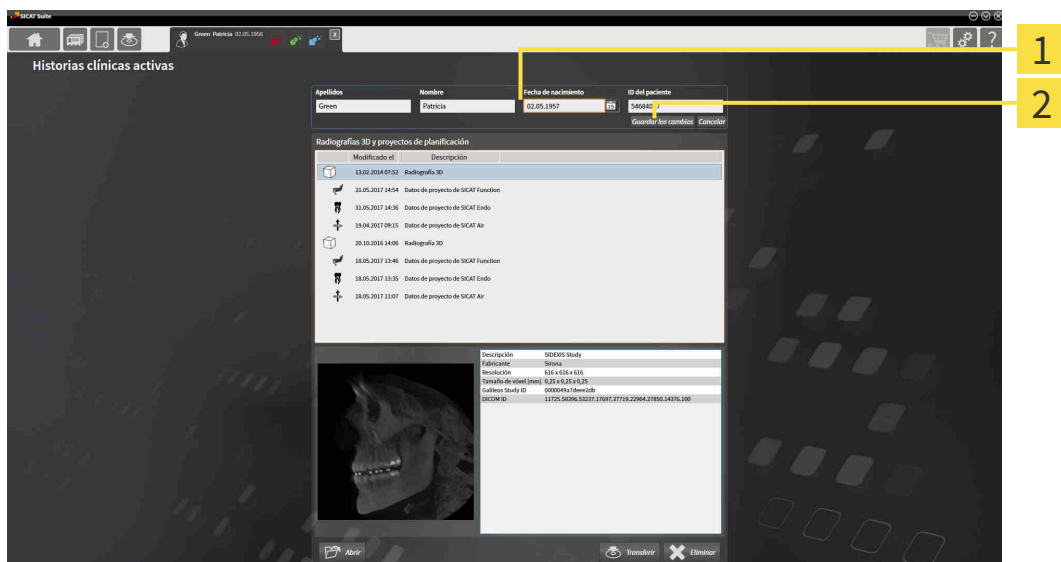 SICAT Suite
Green Patricia 02.05.1956
x
?
1
Historias clínicas activas
Apellidos Nombre Fecha de nacimiento ID del paciente
Green Patricia 02.05.1957 15
2
Guardar los cambios Cancelar
Radiografías 3D y proyectos de planificación
Modificado el Descripción
13.02.2014 07:52 Radiografía 3D
21.05.2017 14:54 Datos de proyecto de SICAT Function
31.05.2017 14:36 Datos de proyecto de SICAT Endo
19.04.2017 09:15 Datos de proyecto de SICAT Air
20.10.2016 14:06 Radiografía 3D
18.05.2017 13:46 Datos de proyecto de SICAT Function
18.05.2017 13:35 Datos de proyecto de SICAT Endo
18.05.2017 11:07 Datos de proyecto de SICAT Air
Descripción SIDEXIS Study
Fabricante Sirona
Resolución 616 x 616 x 616
Tamaño de vóxel [mm] 0,25 x 0,25 x 0,25
Galileos Study ID 0000049a7deee2db
DICOM ID 11725.58396.53237.17697.37719.22964.27850.14376.100
Abrir Transferir Eliminar